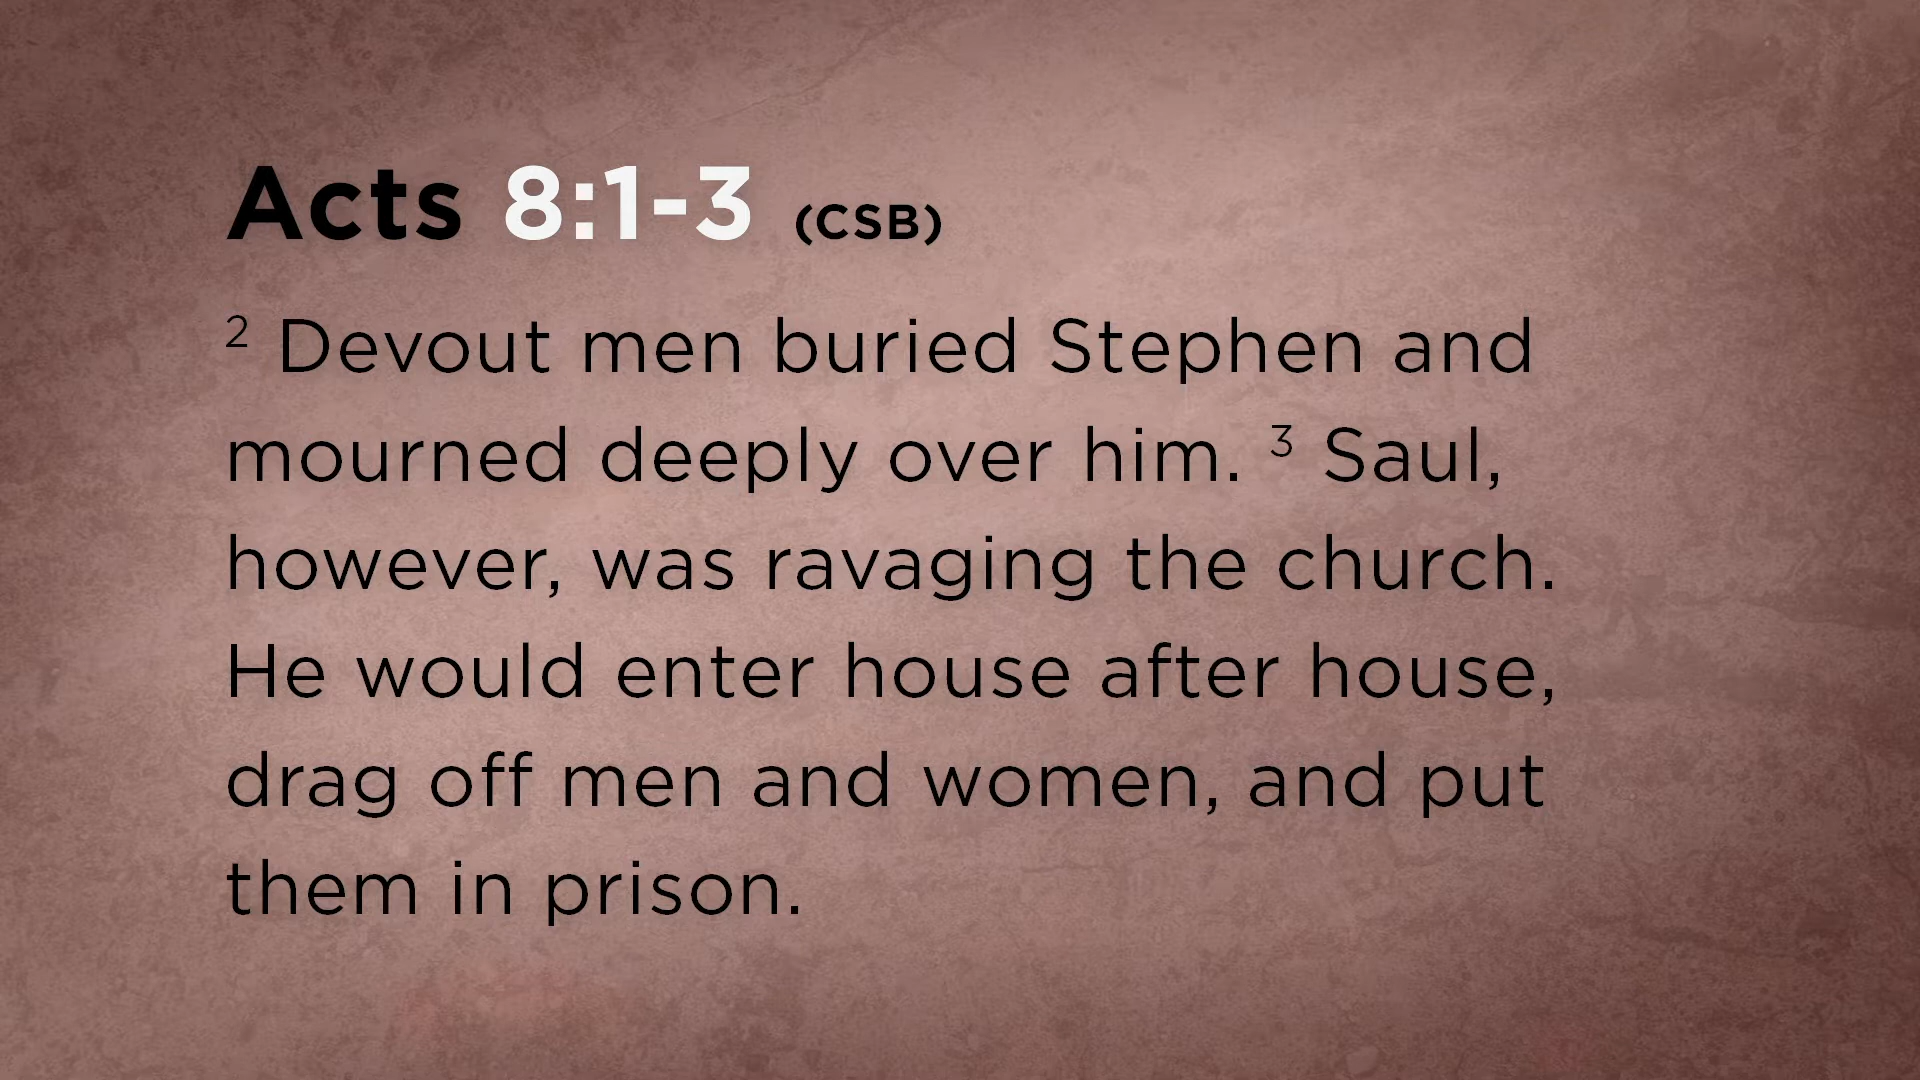 Acts 8:1-3 (CSB)
2 Devout men buried Stephen and
mourned deeply over him. 3 Saul,
however, was ravaging the church.
He would enter house after house,
drag off men and women, and put
them in prison.